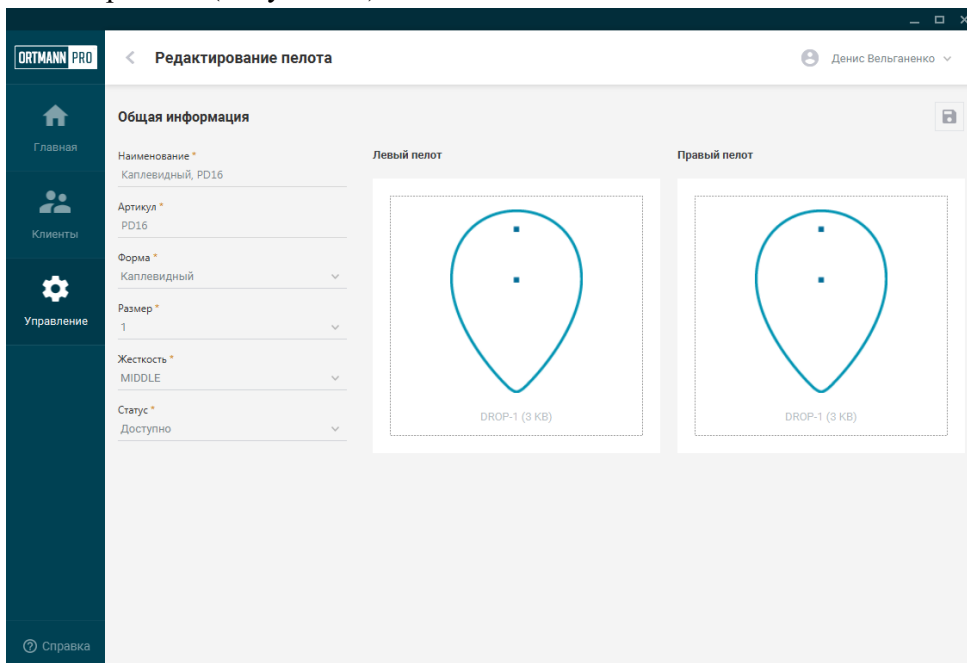 ORTMANN PRO
Редактирование пелота
Денис Вельганенко
Главная
Клиенты
Управление
Справка
Общая информация
Наименование *
Каплевидный, PD16
Артикул *
PD16
Форма *
Каплевидный
Размер *
1
Жесткость *
MIDDLE
Статус *
Доступно
Левый пелот
DROP-1 (3 KB)
Правый пелот
DROP-1 (3 KB)